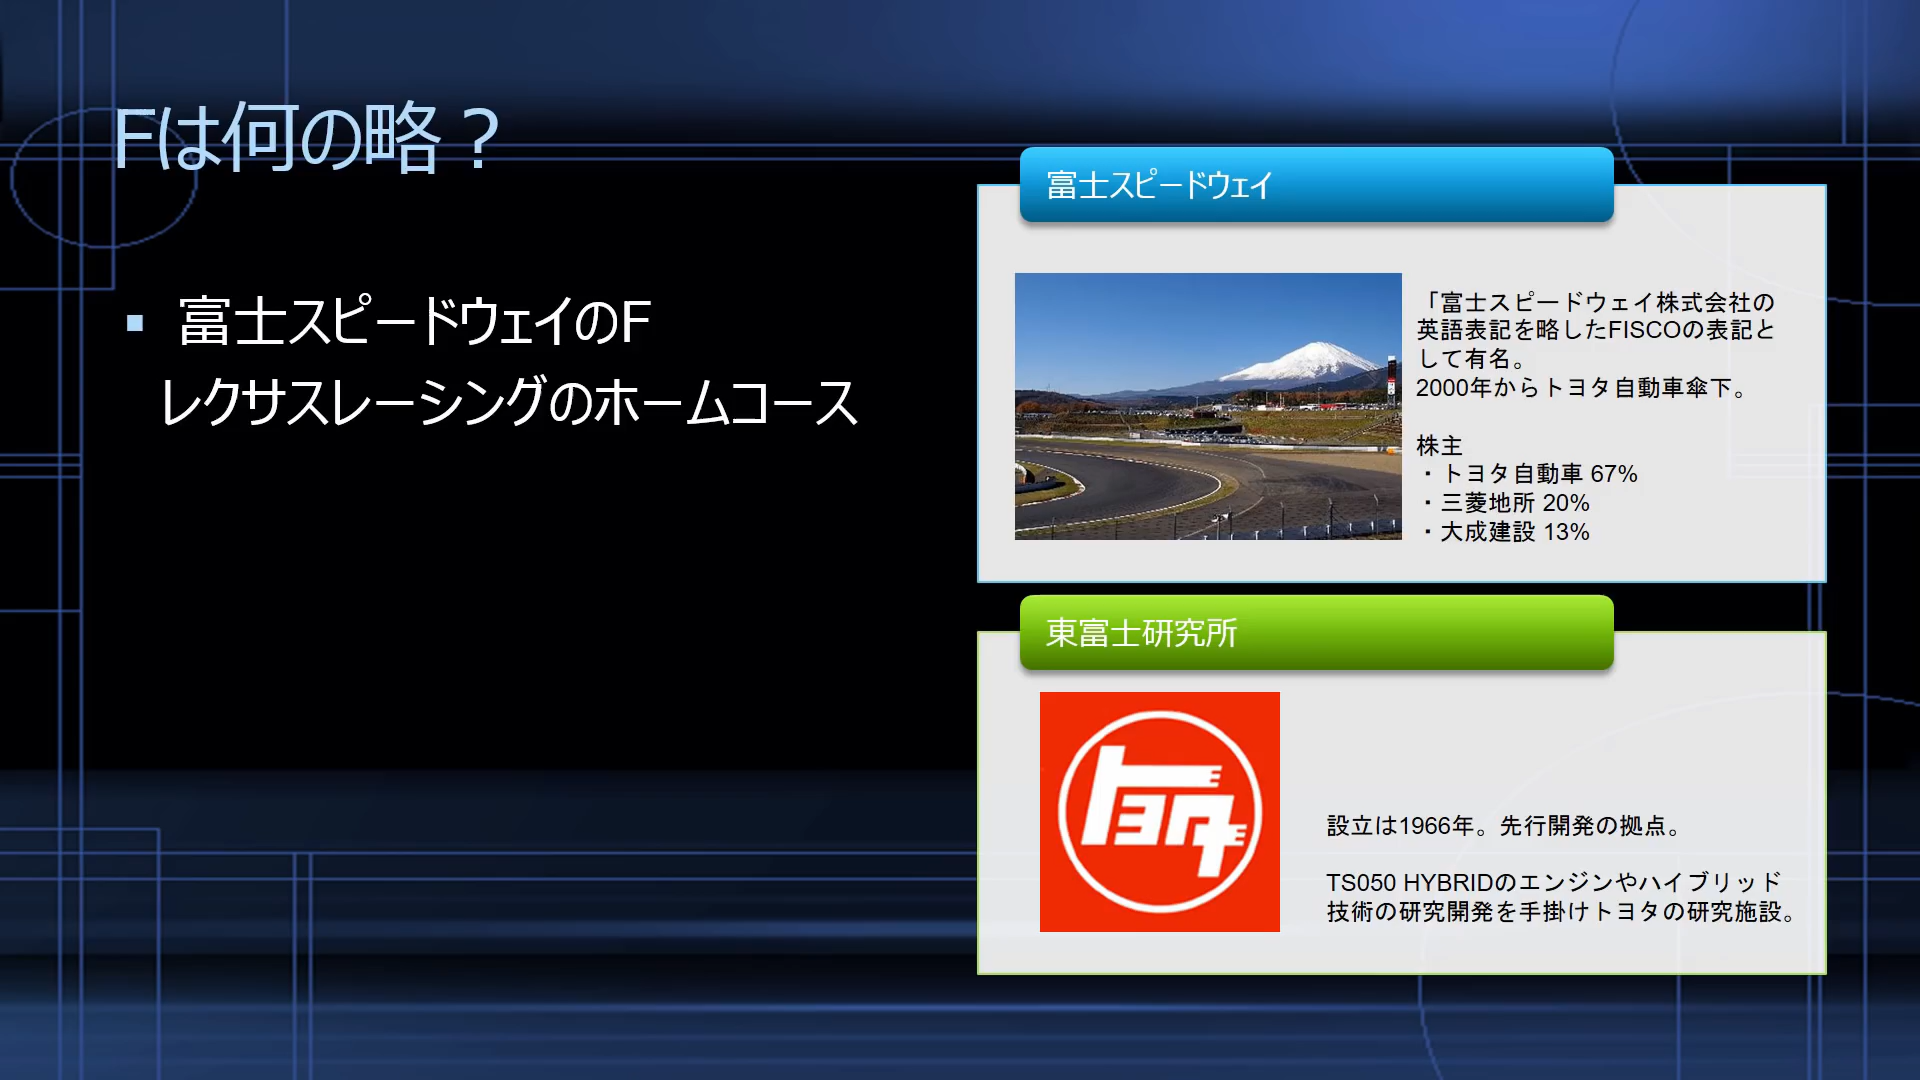 Fは何の略？
▪ 富士スピードウェイのF
レクサスレーシングのホームコース
富士スピードウェイ
「富士スピードウェイ株式会社の
英語表記を略したFISCOの表記と
して有名。
2000年からトヨタ自動車傘下。
株主
・トヨタ自動車 67%
・三菱地所 20%
・大成建設 13%
東富士研究所
トヨタ
設立は1966年。先行開発の拠点。
TS050 HYBRIDのエンジンやハイブリッド
技術の研究開発を手掛けトヨタの研究施設。